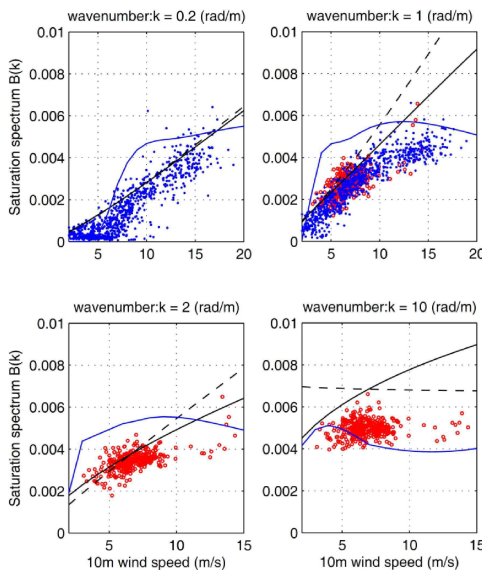 wavenumber:k = 0.2 (rad/m)
wavenumber:k = 1 (rad/m)
Saturation spectrum B(k)
0.01
0.008
0.006
0.004
0.002
0
5 10 15 20
0.01
0.008
0.006
0.004
0.002
0
5 10 15 20
wavenumber:k = 2 (rad/m)
wavenumber:k = 10 (rad/m)
Saturation spectrum B(k)
0.01
0.008
0.006
0.004
0.002
0
5 10 15
10m wind speed (m/s)
0.01
0.008
0.006
0.004
0.002
0
5 10 15
10m wind speed (m/s)